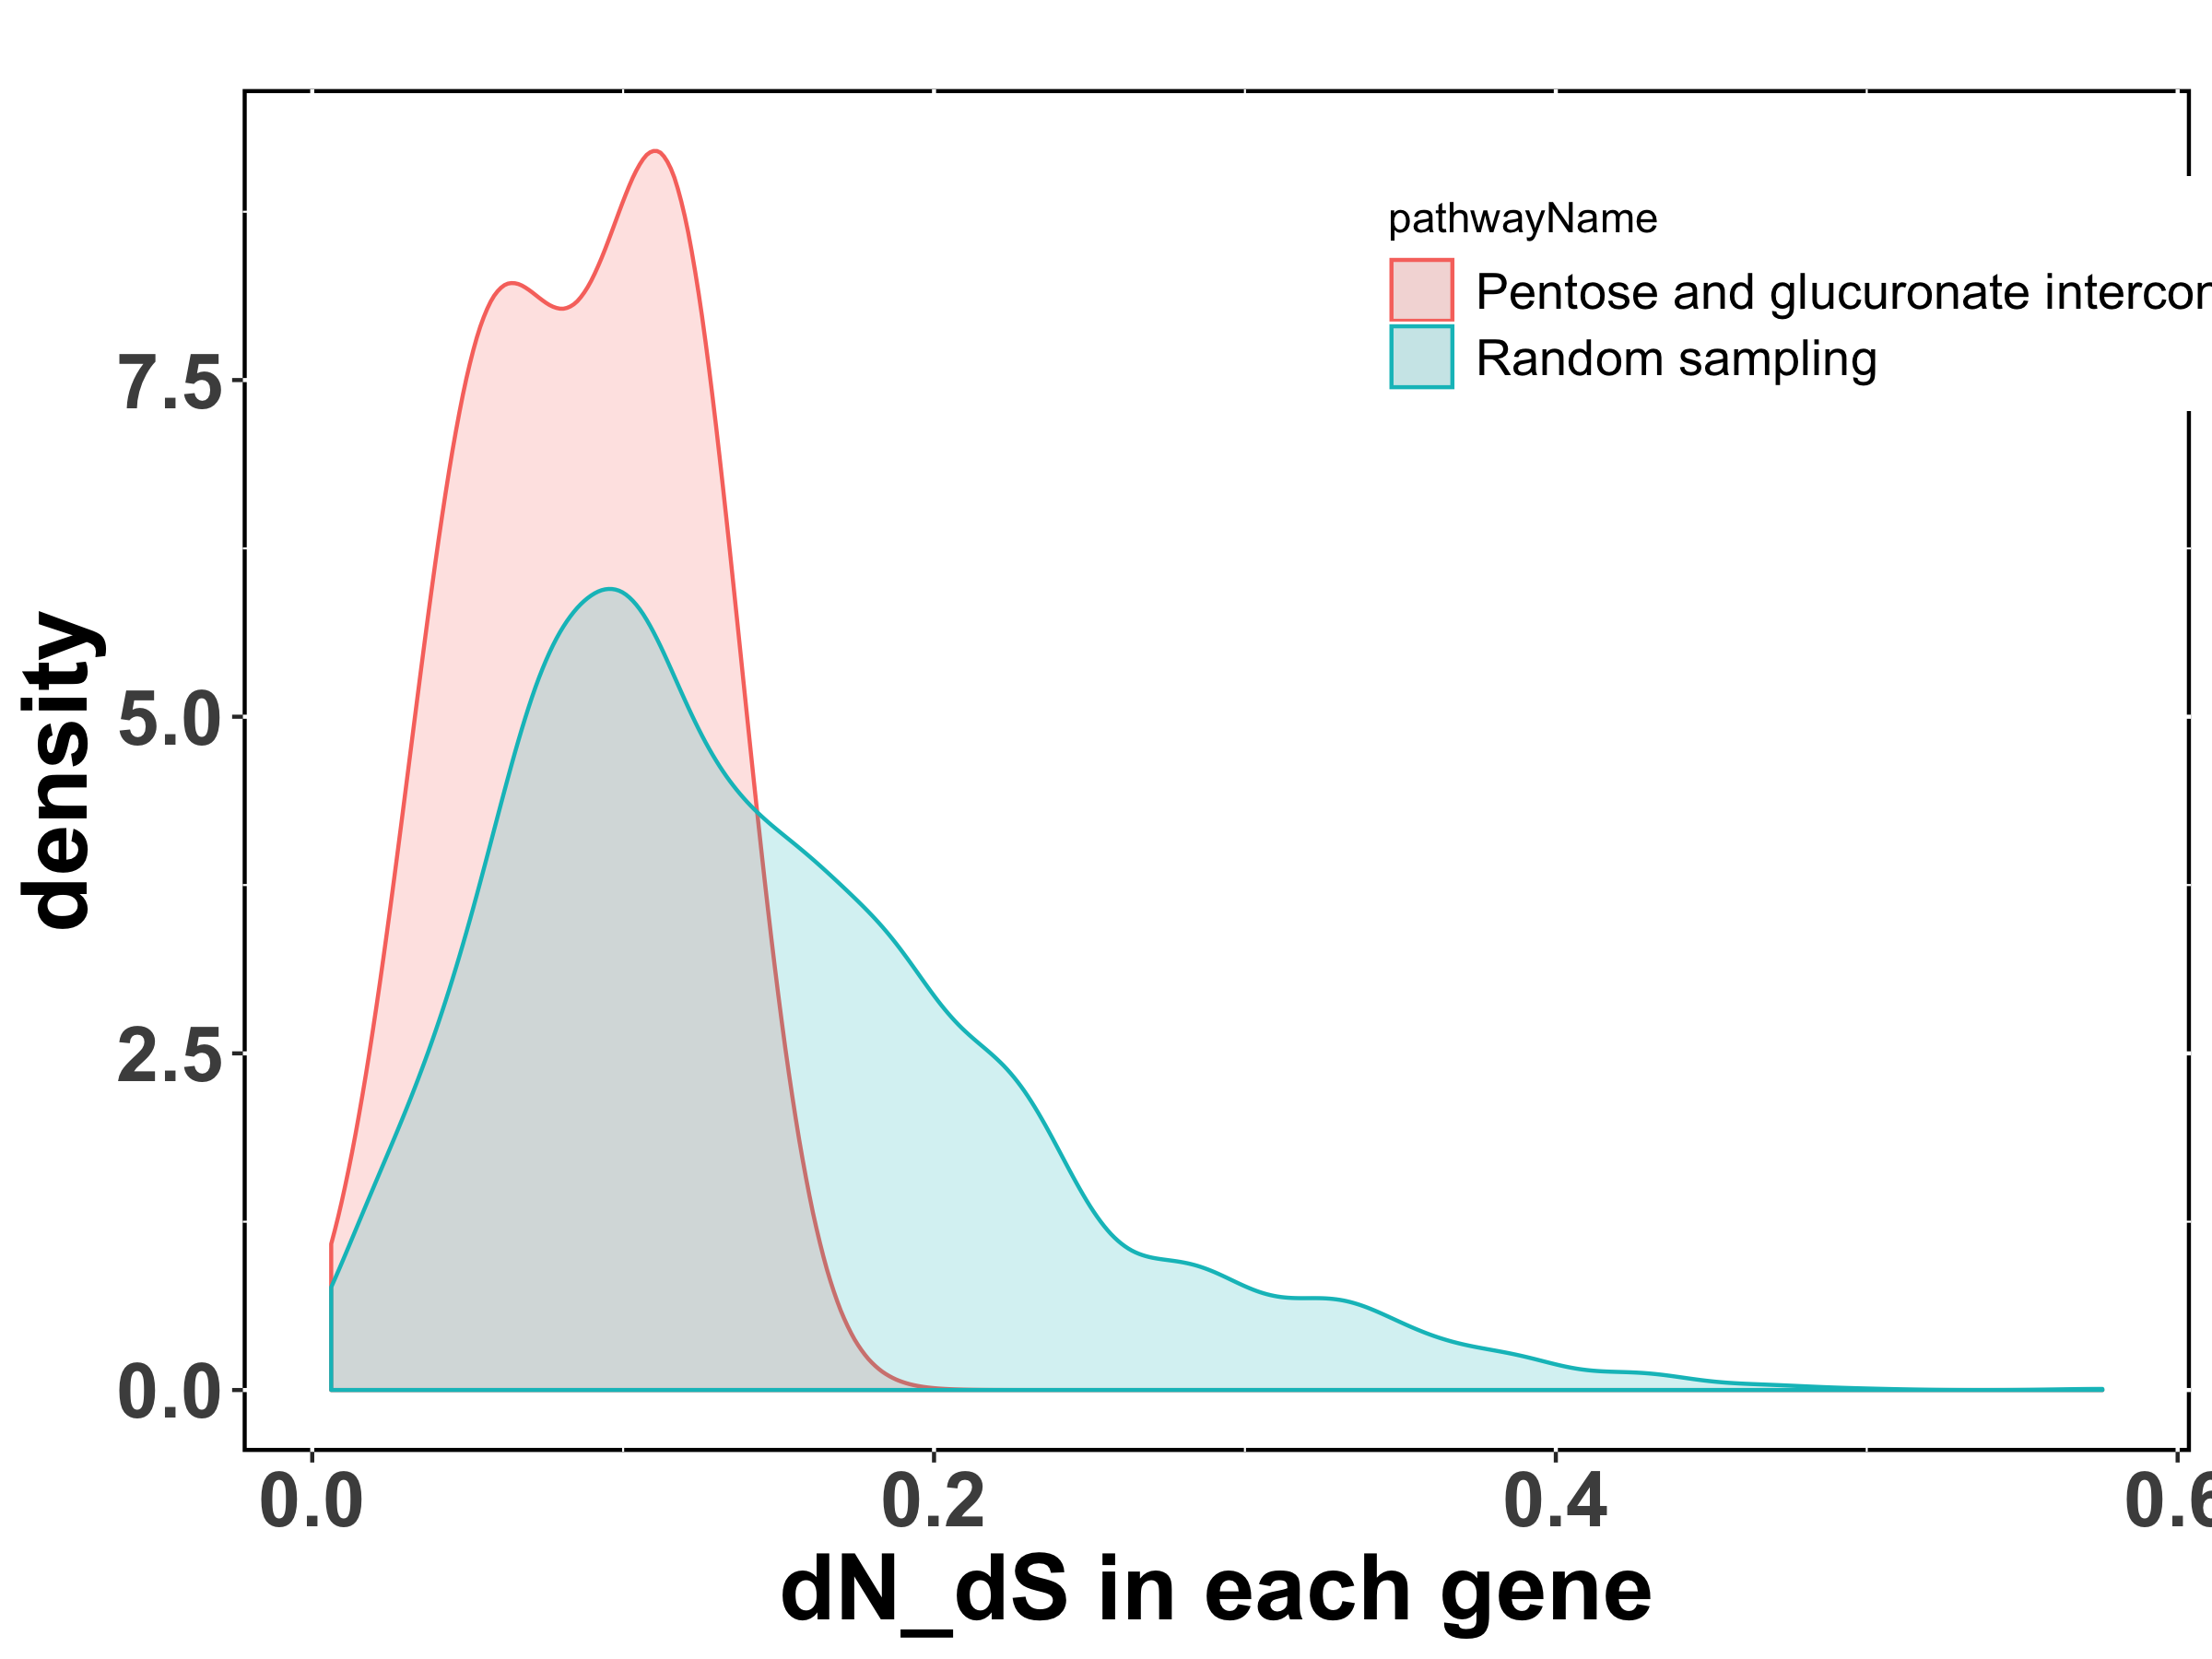 pathwayName
Pentose and glucuronate intercon
Random sampling
density
7.5
5.0
2.5
0.0
0.0
0.2
0.4
0.6
dN_dS in each gene